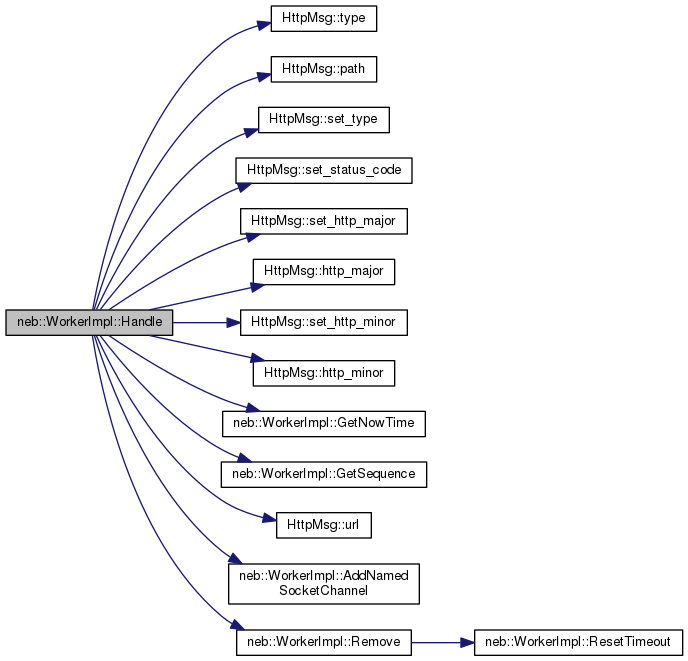 HttpMsg::type
HttpMsg::path
HttpMsg::set_type
HttpMsg::set_status_code
HttpMsg::set_http_major
HttpMsg::http_major
neb::WorkerImpl::Handle
HttpMsg::set_http_minor
HttpMsg::http_minor
neb::WorkerImpl::GetNowTime
neb::WorkerImpl::GetSequence
HttpMsg::url
neb::WorkerImpl::AddNamed
SocketChannel
neb::WorkerImpl::Remove
neb::WorkerImpl::ResetTimeout